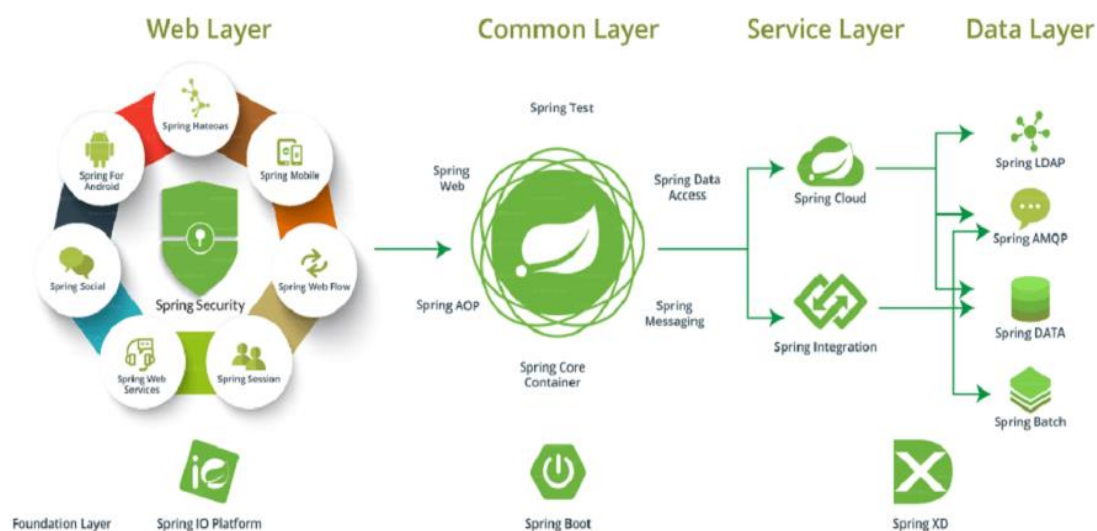 Web Layer
Common Layer
Service Layer
Data Layer
Spring Hateoas
Spring For
Android
Spring Mobile
Spring Social
Spring Security
Spring Web Flow
Spring Web
Services
Spring Session
Spring Test
Spring
Web
Spring Data
Access
Spring AOP
Spring
Messaging
Spring Core
Container
Spring Cloud
Spring Integration
Spring LDAP
Spring AMQP
Spring DATA
Spring Batch
Foundation Layer
iO
Spring IO Platform
Spring Boot
XD
Spring XD